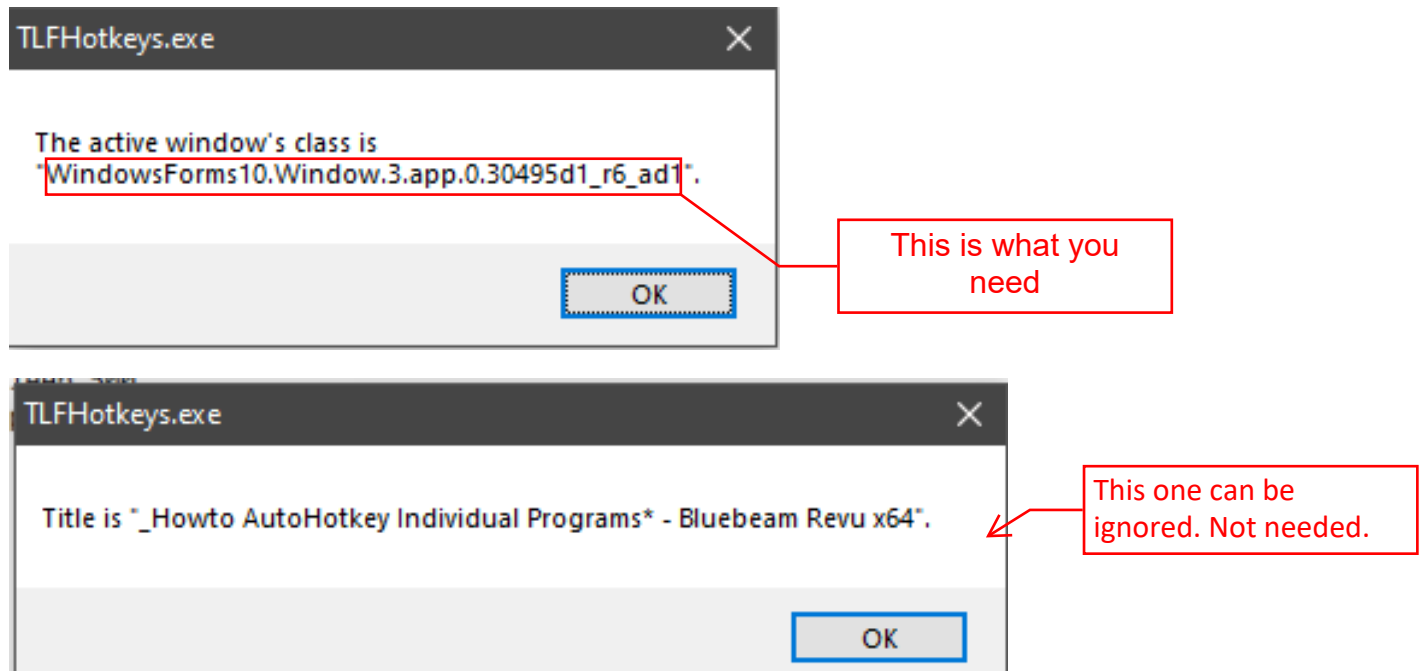 TLFHotkeys.exe
The active window's class is
"WindowsForms10.Window.3.app.0.30495d1_r6_ad1".
This is what you
need
OK
TLFHotkeys.exe
Title is "_Howto AutoHotkey Individual Programs* - Bluebeam Revu x64".
This one can be
ignored. Not needed.
OK